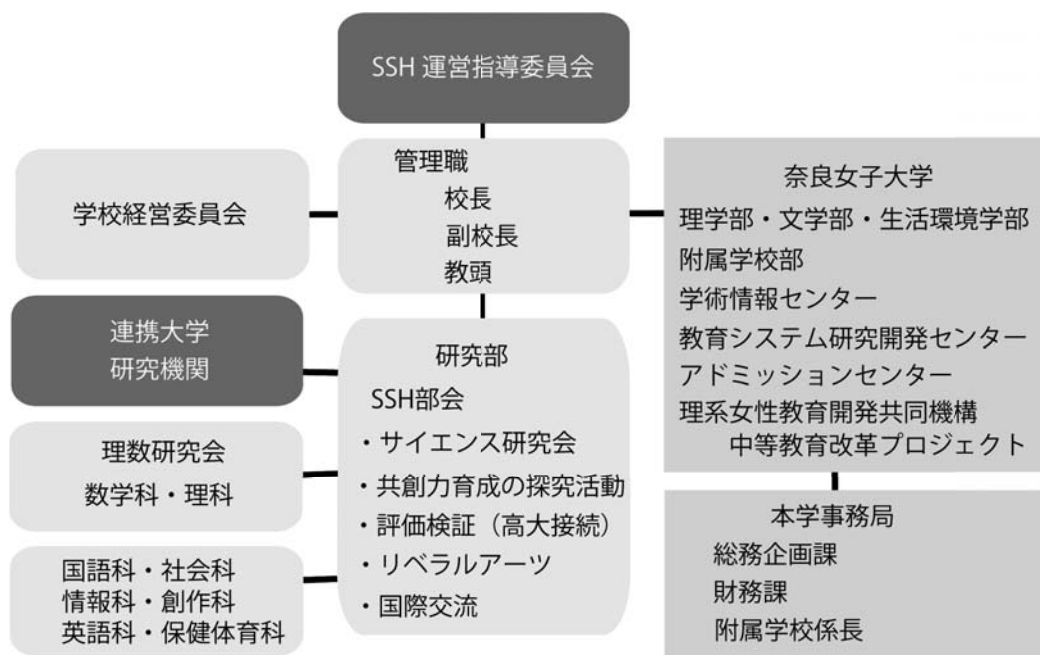 SSH 運営指導委員会
管理職
校長
副校長
教頭
学校経営委員会
奈良女子大学
理学部・文学部・生活環境学部
附属学校部
学術情報センター
教育システム研究開発センター
アドミッションセンター
理系女性教育開発共同機構
中等教育改革プロジェクト
連携大学
研究機関
研究部
SSH部会
・サイエンス研究会
・共創力育成の探究活動
・評価検証（高大接続）
・リベラルアーツ
・国際交流
理数研究会
数学科・理科
国語科・社会科
情報科・創作科
英語科・保健体育科
本学事務局
総務企画課
財務課
附属学校係長